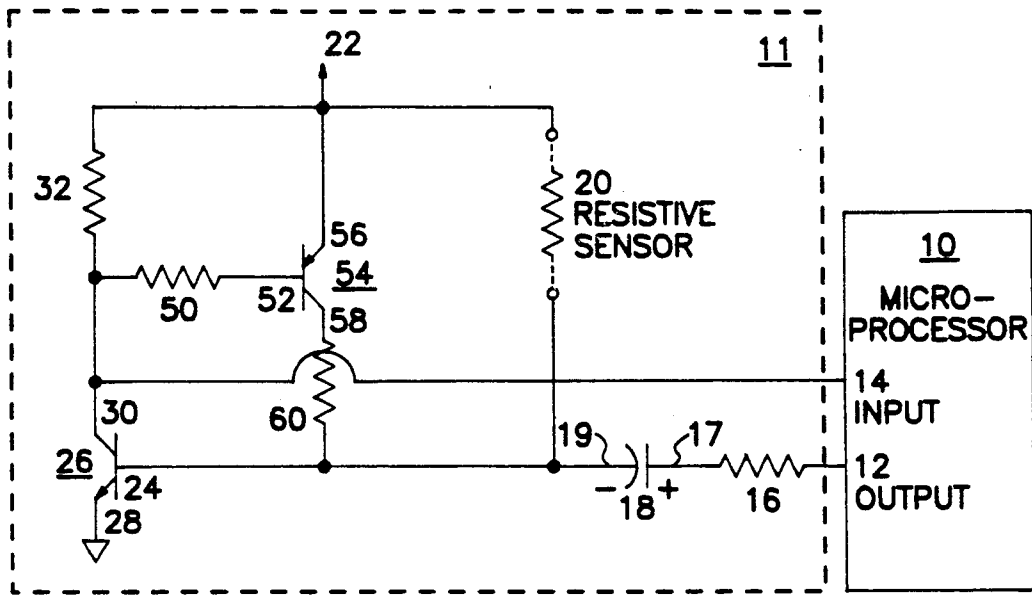 22
11
32
20
RESISTIVE
SENSOR
56
54
52
50
58
10
MICRO-
PROCESSOR
14
INPUT
30
60
26
24
28
19
17
- 18 +
16
12
OUTPUT